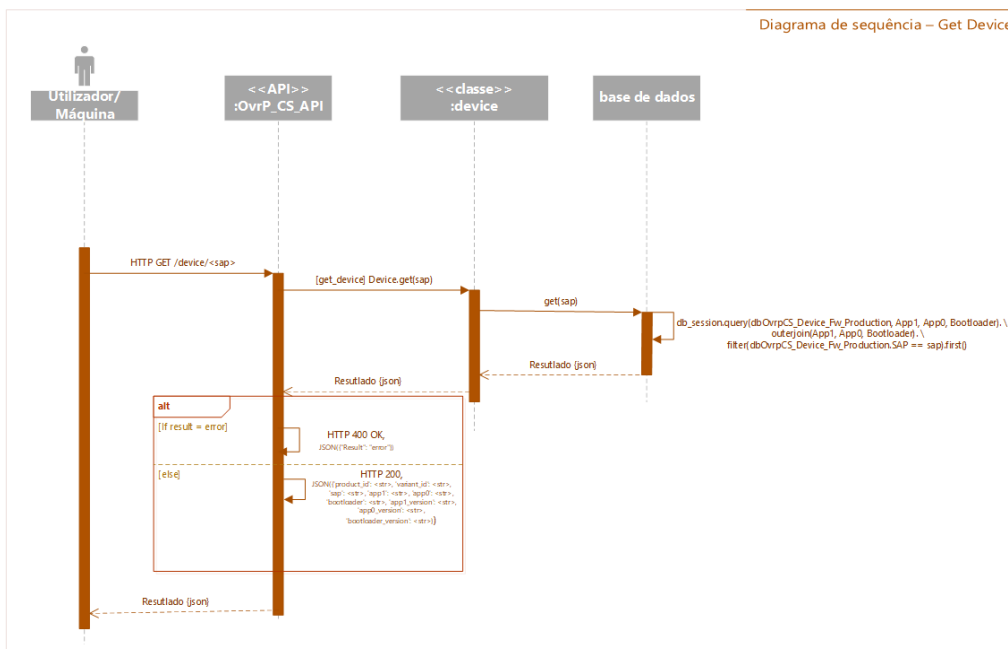 Diagrama de sequência – Get Device
Utilizador/
Máquina
<<API>>
:OvrP_CS_API
<<classe>>
:device
base de dados
HTTP GET /device/<sap>
[get_device] Device.get(sap)
get(sap)
db_session.query(dbOvrpCS_Device_Fw_Production, App1, App0, Bootloader). \
outerjoin(App1, App0, Bootloader). \
filter(dbOvrpCS_Device_Fw_Production.SAP == sap).first()
Resutlado (json)
Resutlado (json)
alt
[If result = error]
HTTP 400 OK,
JSON({"Result": "error"})
[else]
HTTP 200,
JSON({'product_id': <str>, 'variant_id': <str>,
'sap': <str>, 'app1': <str>, 'app0': <str>,
'bootloader': <str>, 'app1_version': <str>,
'app0_version': <str>,
'bootloader_version': <str>})
Resutlado (json)